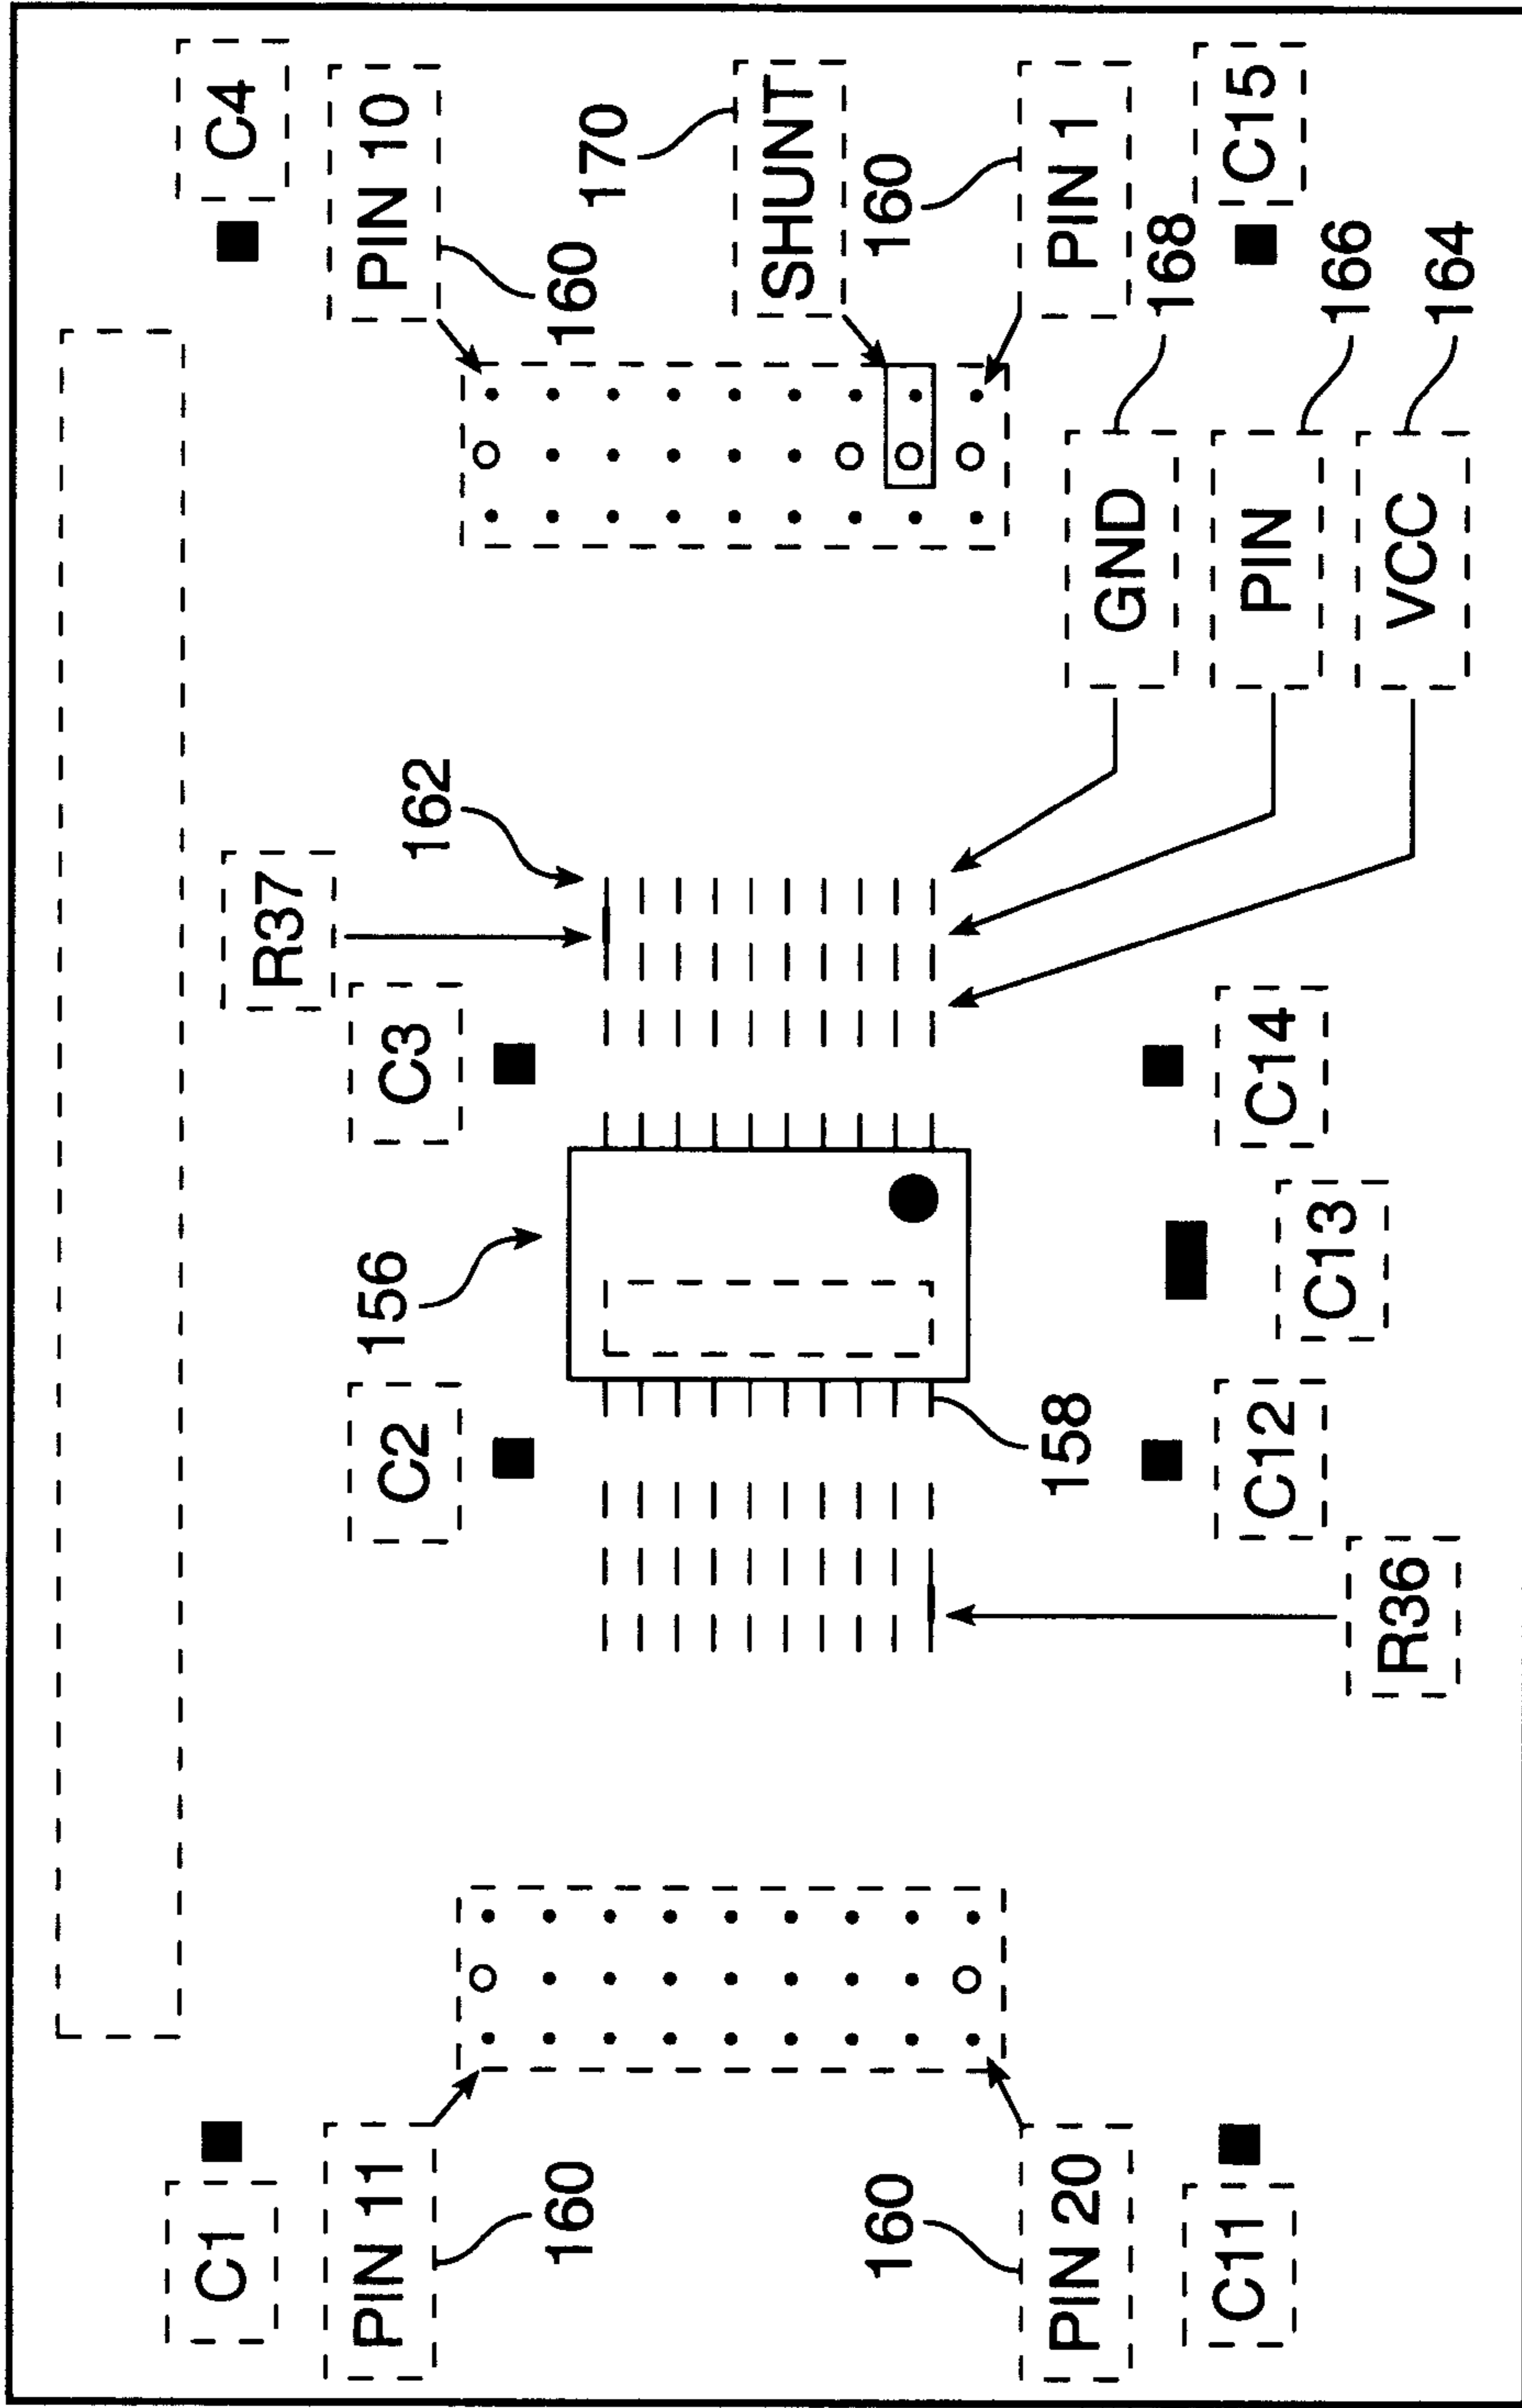 C1
C4
PIN 11
160
C2
156
C3
R37
162
PIN 10
160
170
SHUNT
160
160
PIN 20
158
PIN 1
GND
168
C11
C12
C14
C15
PIN
166
C13
R36
VCC
164